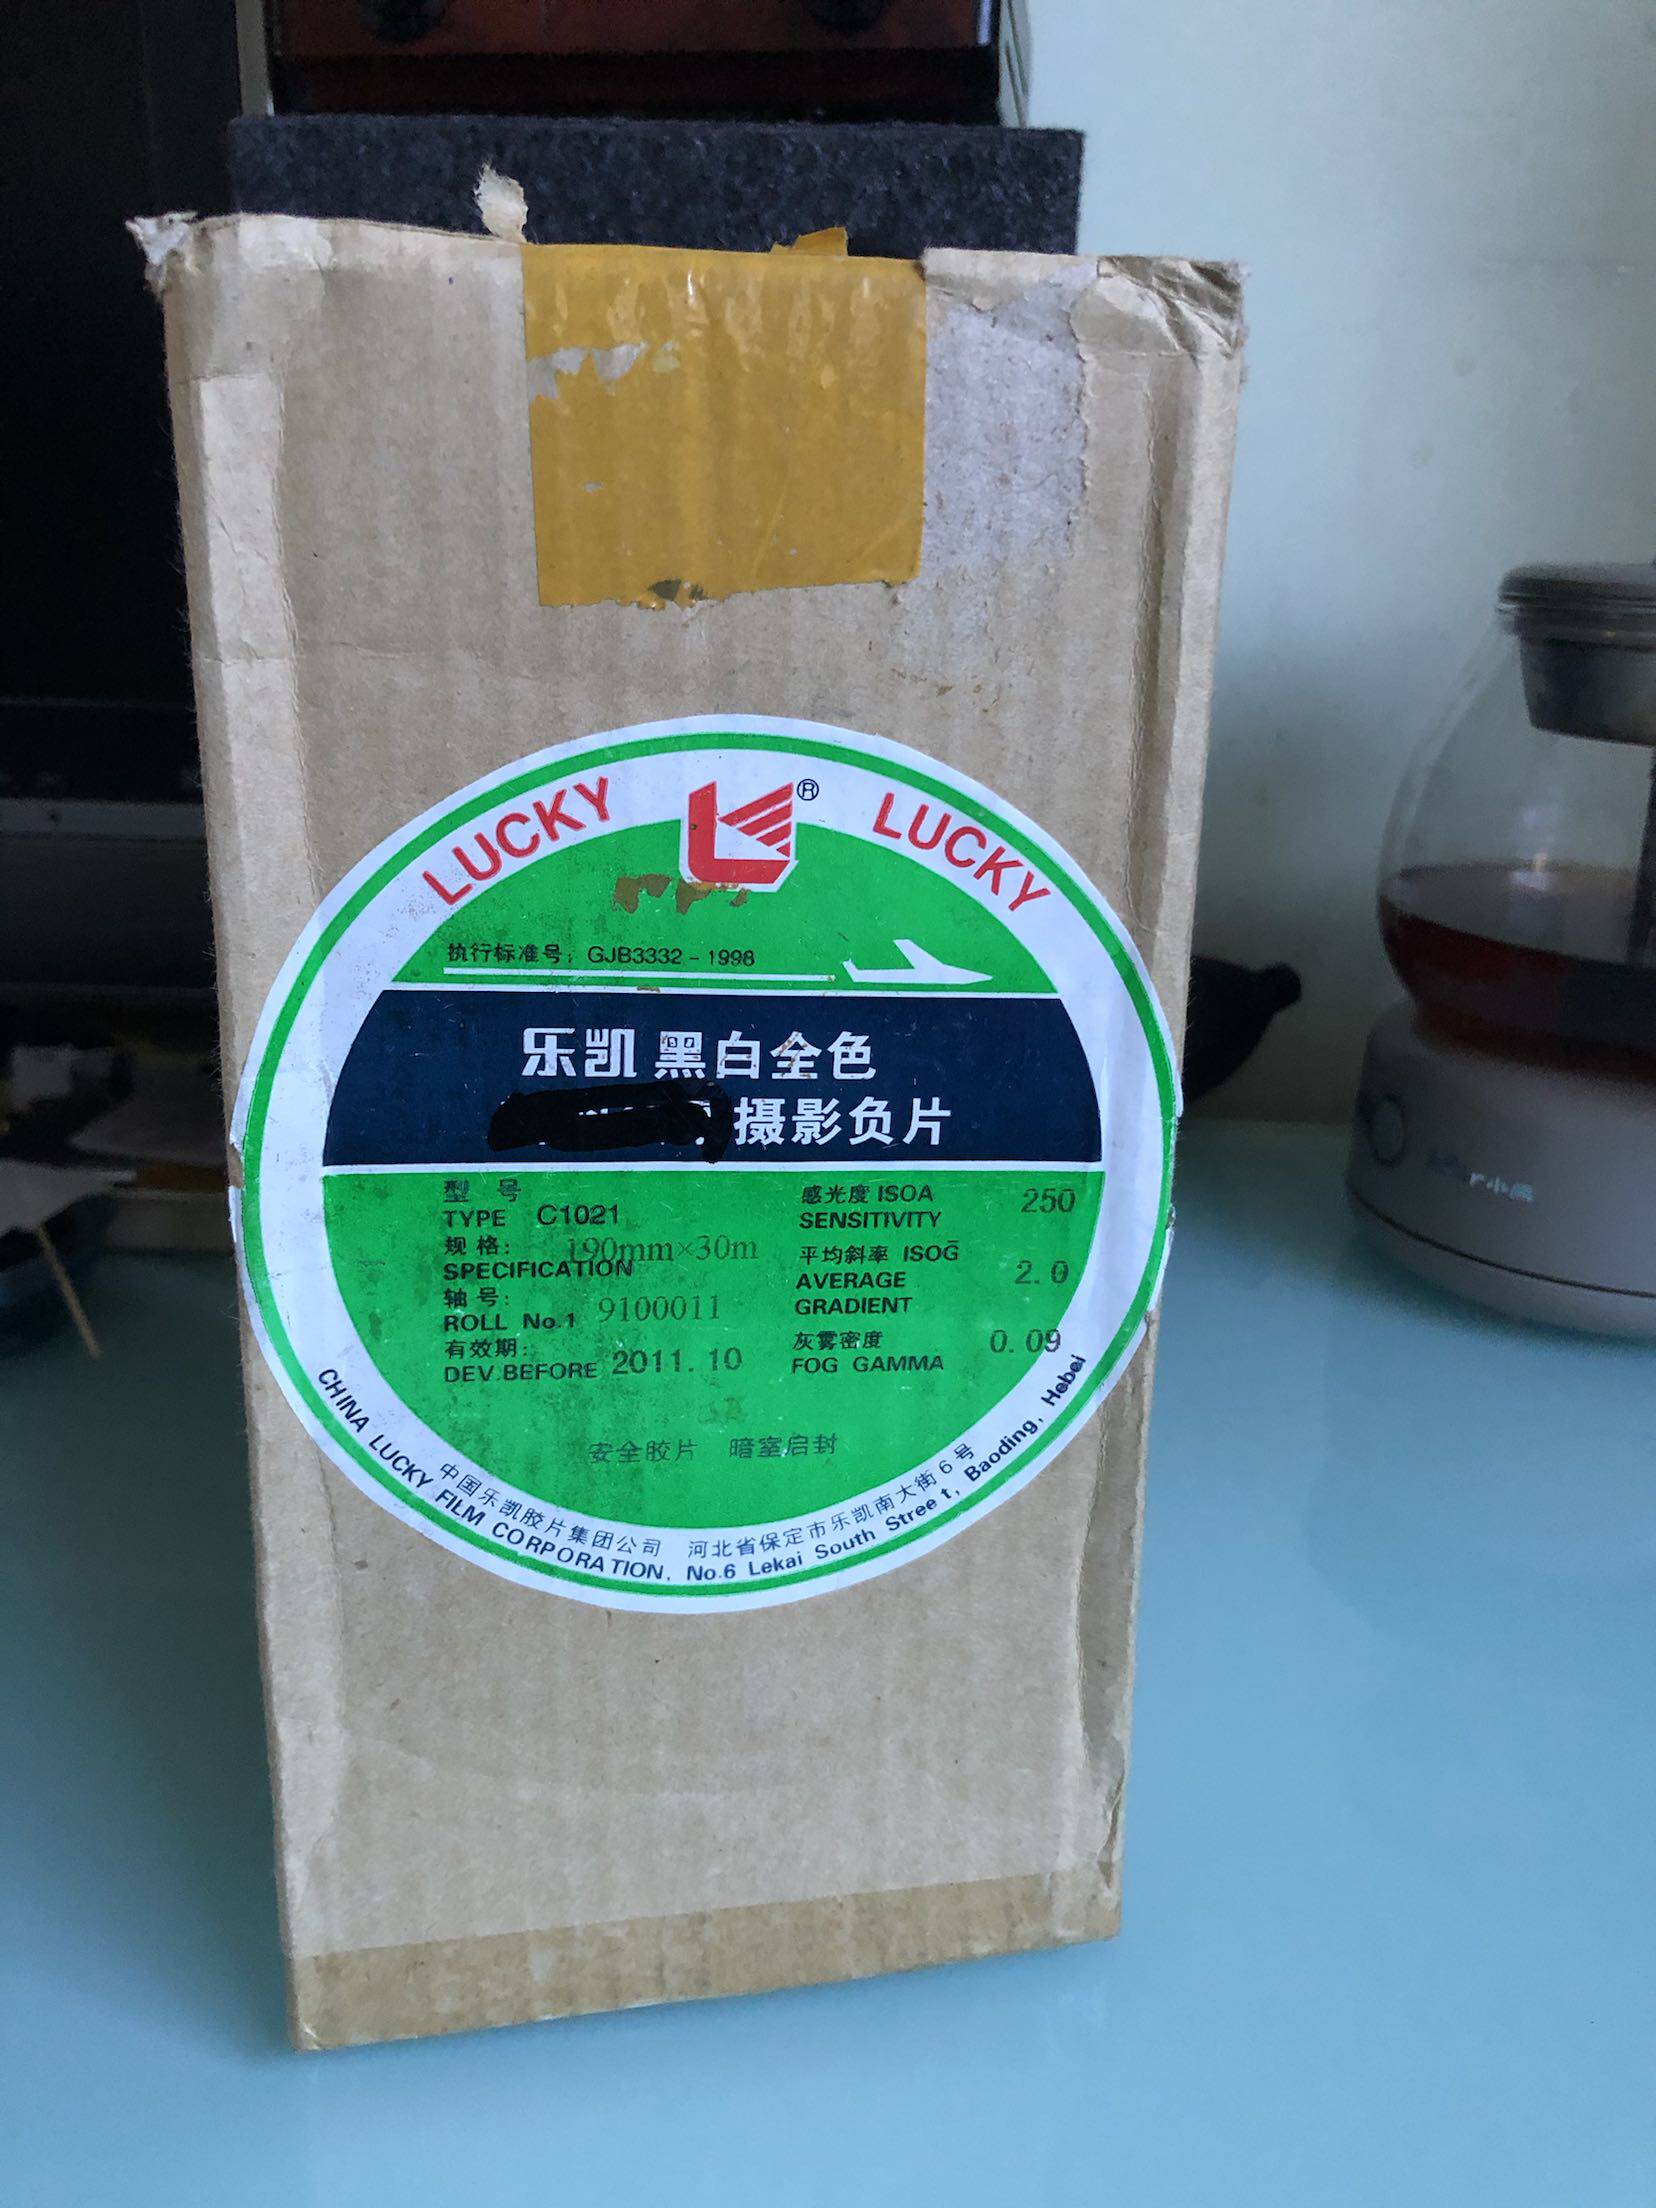 LUCKY ® LUCKY
执行标准号：GJB3332-1998
乐凯 黑白全色
摄影负片
型 号
TYPE C1021
规 格： 190mm×30m
SPECIFICATION
轴 号：
ROLL No.1 9100011
有效期：
DEV.BEFORE 2011.10
感光度 ISOA 250
SENSITIVITY
平均斜率 ISOG̅
AVERAGE 2.0
GRADIENT
灰雾密度 0.09
FOG GAMMA
安全胶片 暗室启封
中国乐凯胶片集团公司 河北省保定市乐凯南大街6号
CHINA LUCKY FILM CORPORATION, No.6 Lekai South Stree t, Baoding, Hebei